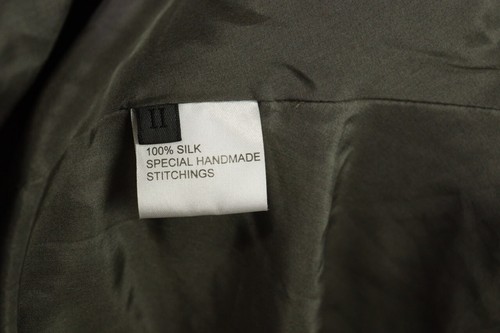 II
100% SILK
SPECIAL HANDMADE
STITCHINGS